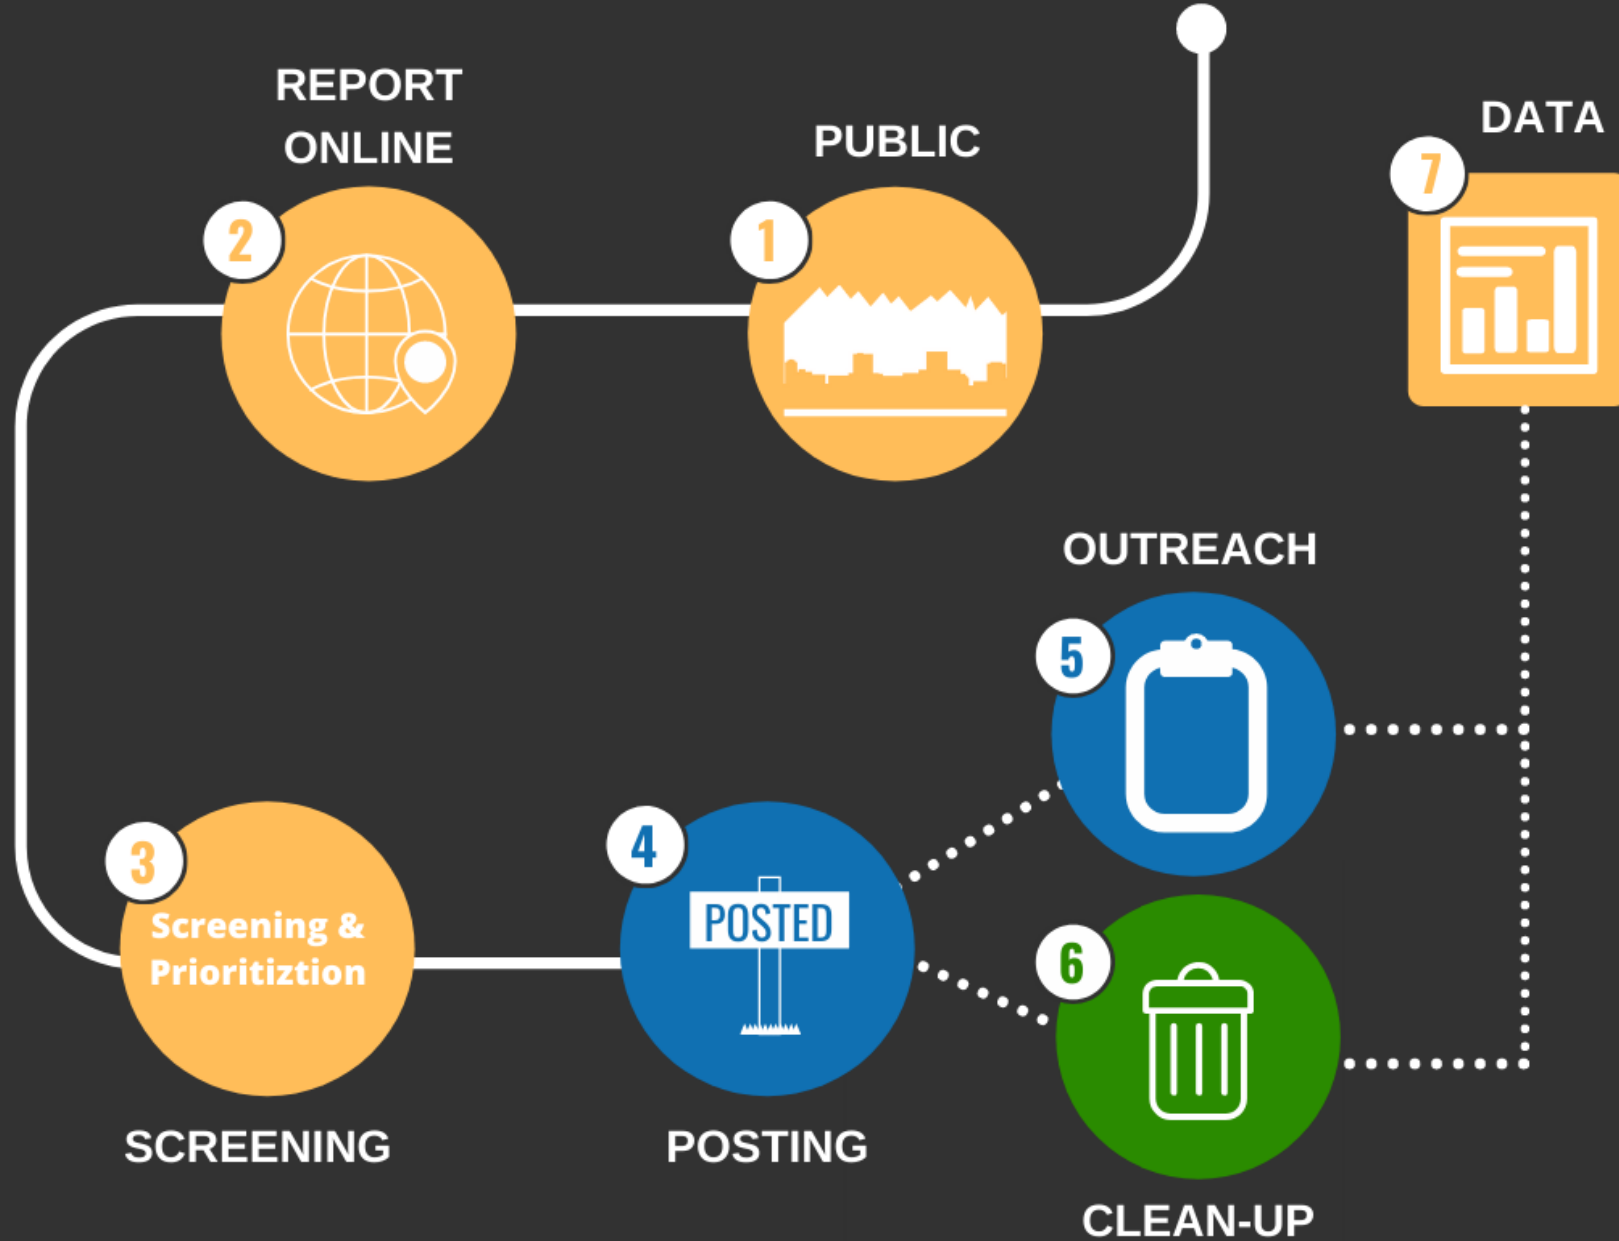 PUBLIC
1
REPORT
ONLINE
2
3
Screening &
Prioritiztion
SCREENING
4
POSTED
POSTING
OUTREACH
5
6
CLEAN-UP
DATA
7